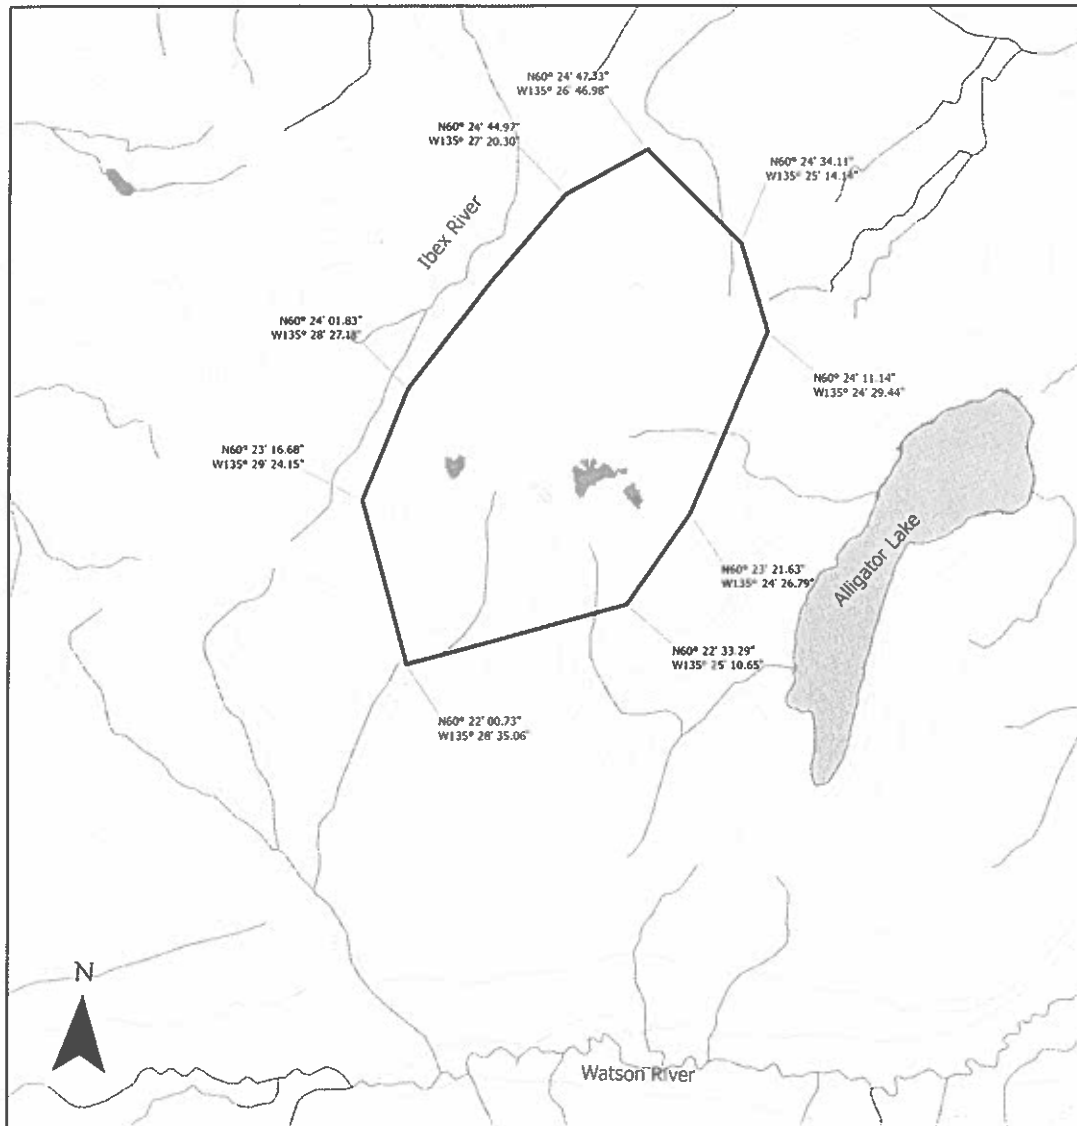 N60° 24' 47.33"
W135° 26' 46.98"
N60° 24' 44.97"
W135° 27' 20.30"
N60° 24' 34.11"
W135° 25' 14.14"
Ibex River
N60° 24' 01.83"
W135° 28' 27.18"
N60° 24' 11.14"
W135° 24' 29.44"
N60° 23' 16.68"
W135° 29' 24.15"
Alligator Lake
N60° 23' 21.63"
W135° 24' 26.79"
N60° 22' 33.29"
W135° 25' 10.65"
N60° 22' 00.73"
W135° 28' 35.06"
N
Watson River